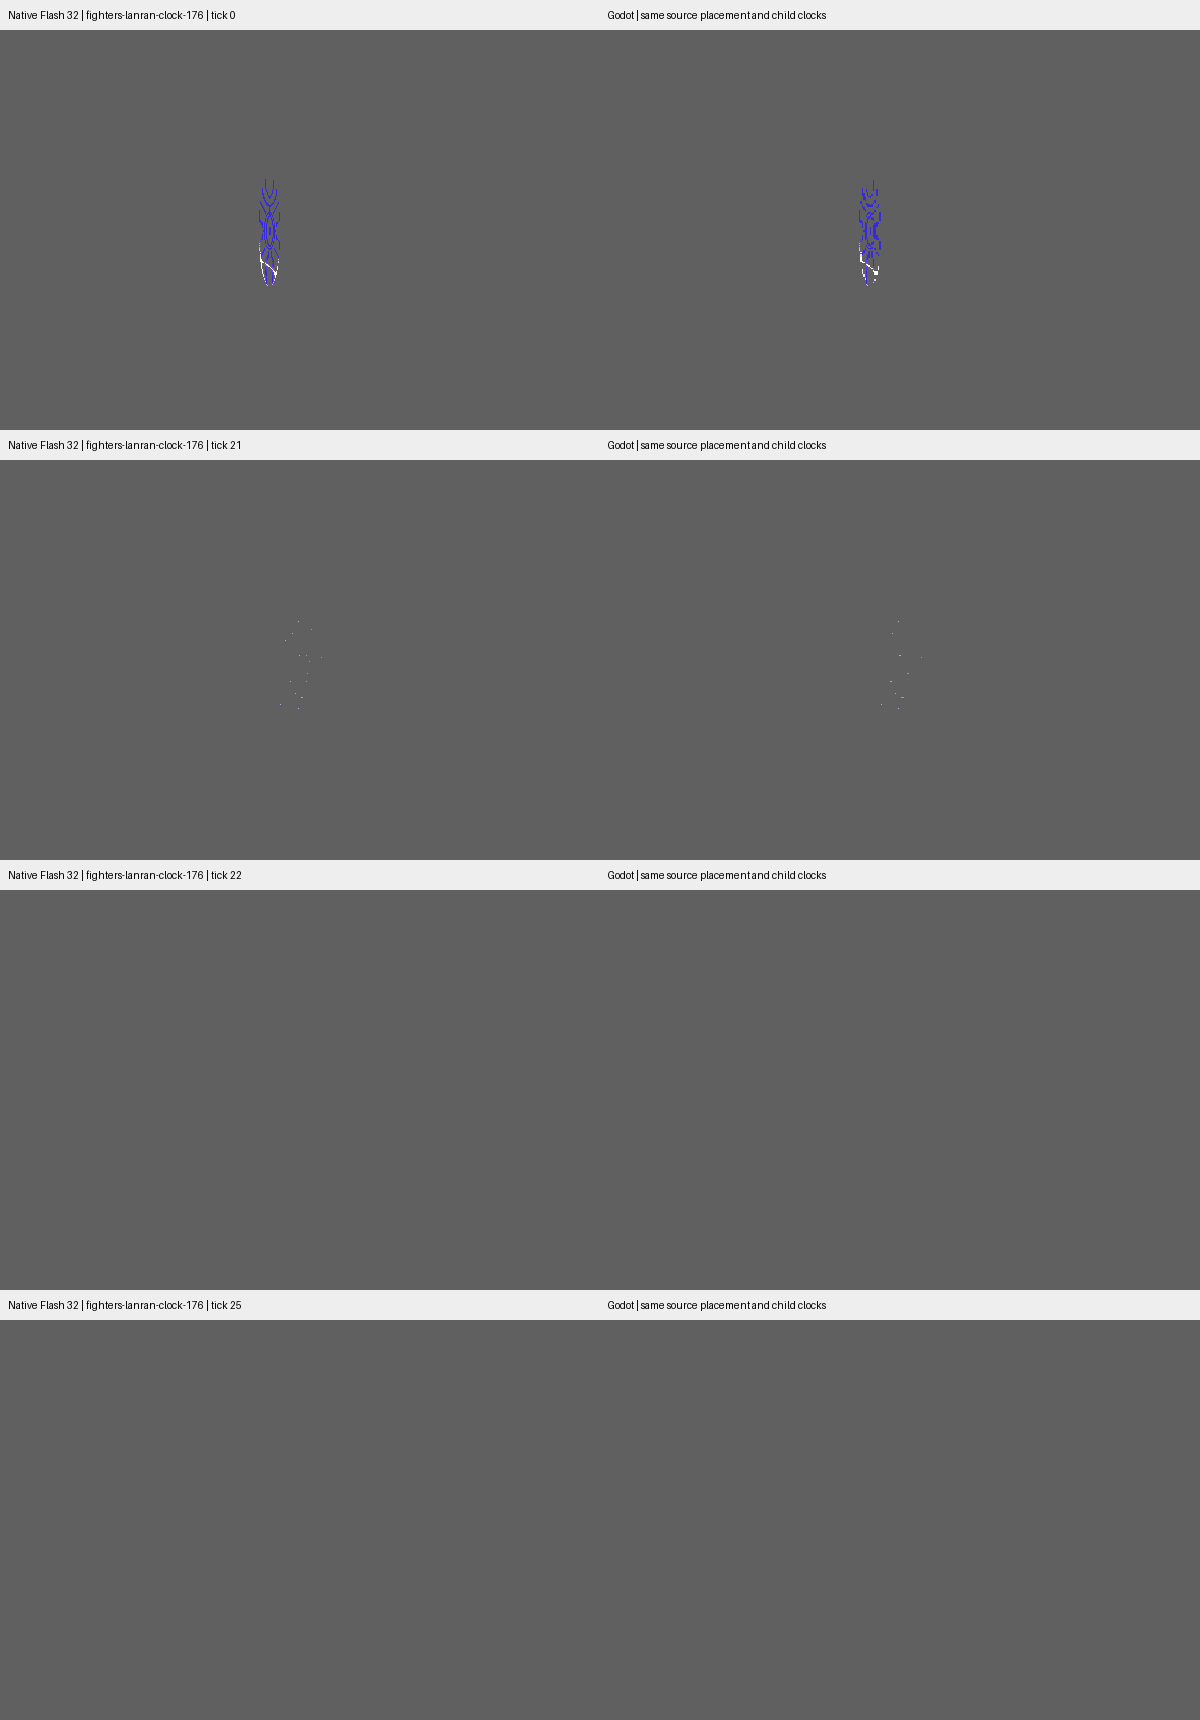 Native Flash 32 | fighters-lanran-clock-176 | tick 0
Godot | same source placement and child clocks
Native Flash 32 | fighters-lanran-clock-176 | tick 21
Godot | same source placement and child clocks
Native Flash 32 | fighters-lanran-clock-176 | tick 22
Godot | same source placement and child clocks
Native Flash 32 | fighters-lanran-clock-176 | tick 25
Godot | same source placement and child clocks